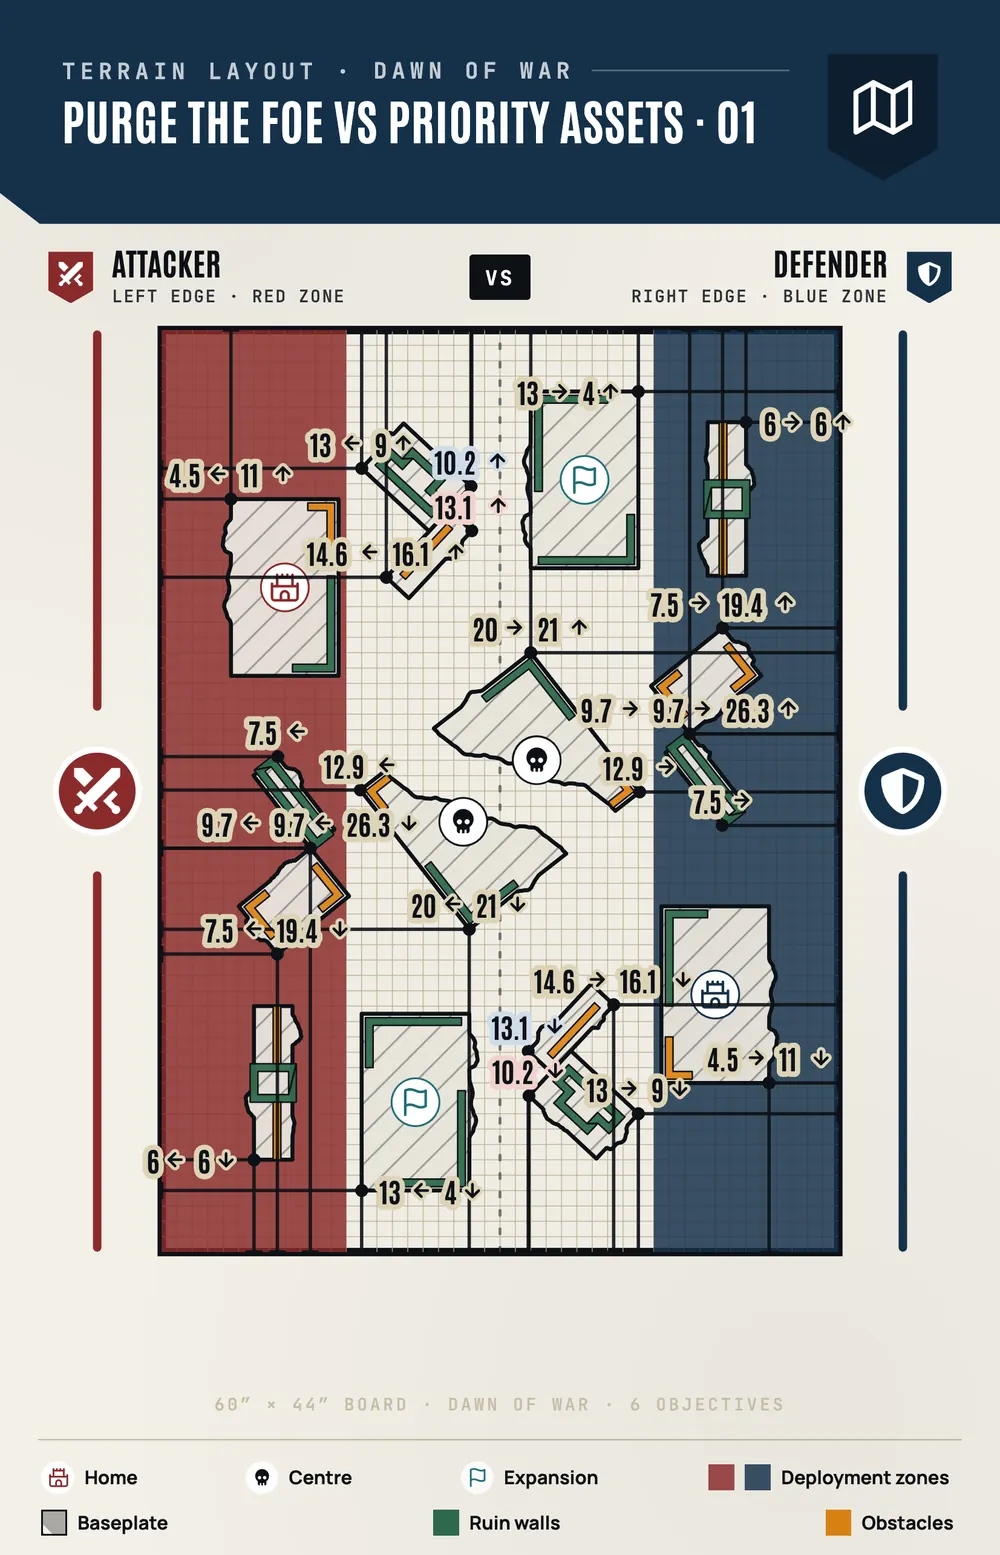 TERRAIN LAYOUT · DAWN OF WAR
PURGE THE FOE VS PRIORITY ASSETS · 01
ATTACKER
LEFT EDGE · RED ZONE
VS
DEFENDER
RIGHT EDGE · BLUE ZONE
13 → 4 ↑
6 → 6 ↑
13 ← 9 ↑
10.2 ↑
4.5 ← 11 ↑
13.1 ↑
14.6 ← 16.1 ↑
7.5 → 19.4 ↑
20 → 21 ↑
9.7 → 9.7 → 26.3 ↑
7.5 ←
12.9 ←
12.9 →
7.5 →
9.7 ← 9.7 ← 26.3 ↓
20 ← 21 ↓
7.5 ← 19.4 ↓
14.6 → 16.1 ↓
13.1 ↓
4.5 → 11 ↓
10.2 ↓
13 → 9 ↓
6 ← 6 ↓
13 ← 4 ↓
60″ × 44″ BOARD · DAWN OF WAR · 6 OBJECTIVES
Home
Centre
Expansion
Deployment zones
Baseplate
Ruin walls
Obstacles